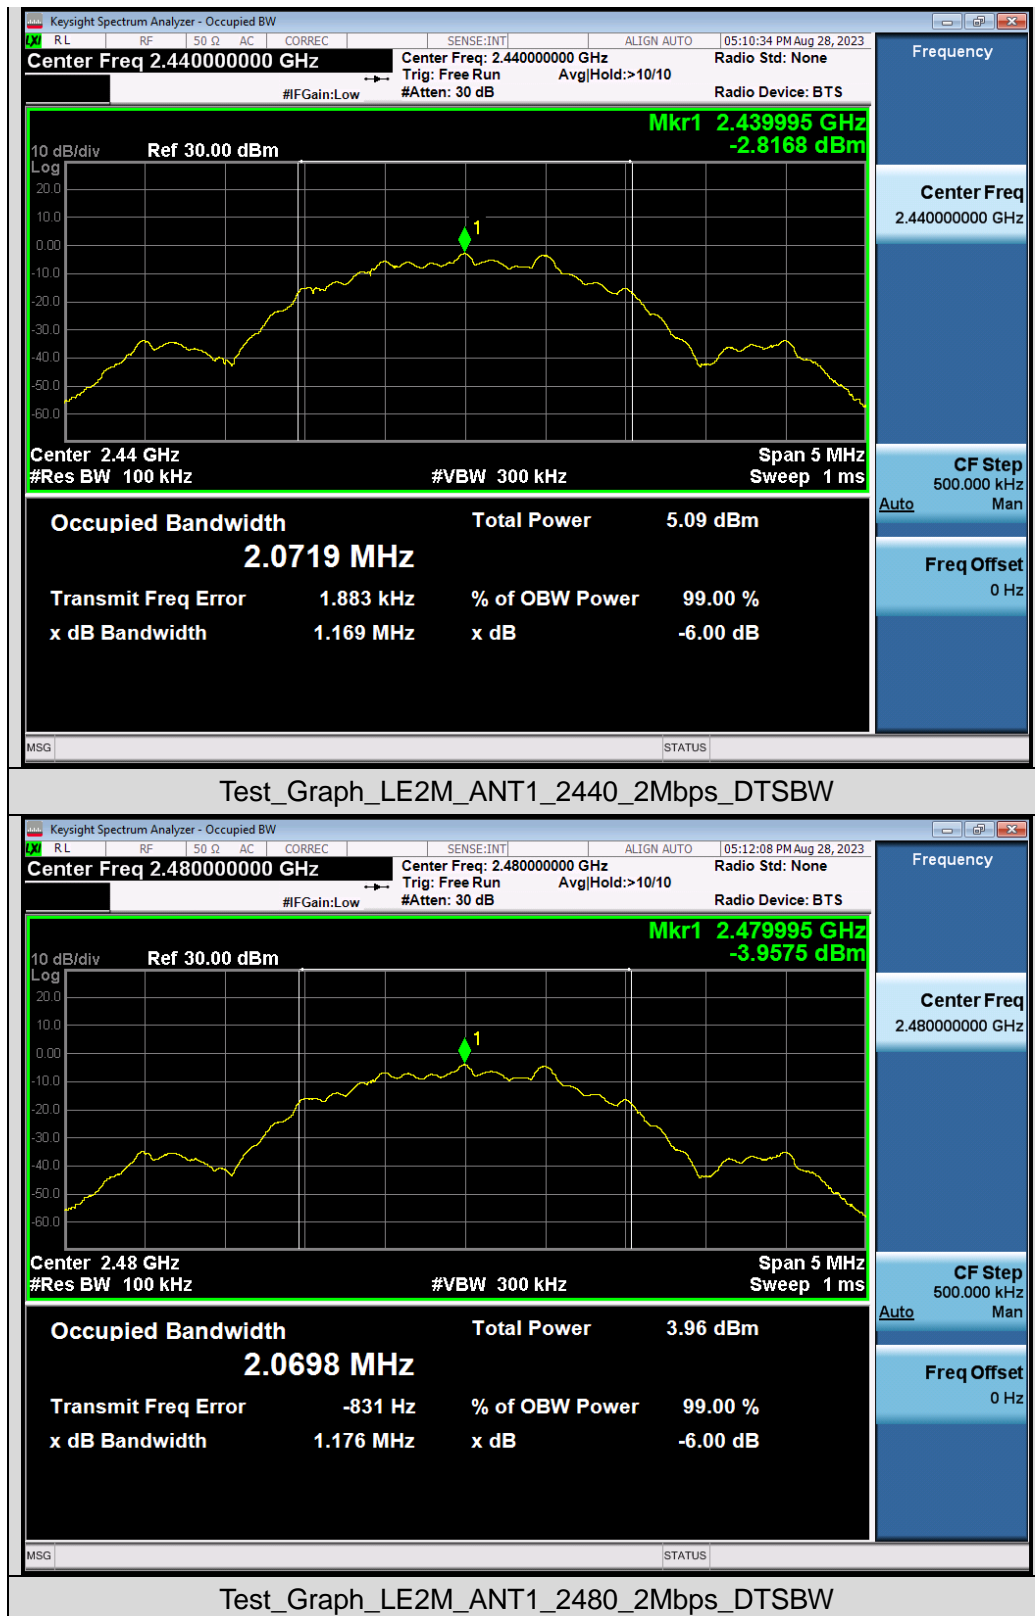 Keysight Spectrum Analyzer - Occupied BW
LXI RL RF 50 Ω AC CORREC SENSE:INT ALIGN AUTO 05:10:34 PM Aug 28, 2023
Center Freq 2.440000000 GHz
Center Freq: 2.440000000 GHz Radio Std: None
Trig: Free Run Avg|Hold:>10/10
#IFGain:Low #Atten: 30 dB Radio Device: BTS
Frequency
Mkr1 2.439995 GHz
-2.8168 dBm
10 dB/div Ref 30.00 dBm
Log
20.0
10.0
0.00
-10.0
-20.0
-30.0
-40.0
-50.0
-60.0
1
Center 2.44 GHz Span 5 MHz
#Res BW 100 kHz #VBW 300 kHz Sweep 1 ms
Center Freq
2.440000000 GHz
CF Step
500.000 kHz
Auto Man
Freq Offset
0 Hz
Occupied Bandwidth Total Power 5.09 dBm
2.0719 MHz
Transmit Freq Error 1.883 kHz % of OBW Power 99.00 %
x dB Bandwidth 1.169 MHz x dB -6.00 dB
MSG STATUS
Test_Graph_LE2M_ANT1_2440_2Mbps_DTSBW
Keysight Spectrum Analyzer - Occupied BW
LXI RL RF 50 Ω AC CORREC SENSE:INT ALIGN AUTO 05:12:08 PM Aug 28, 2023
Center Freq 2.480000000 GHz
Center Freq: 2.480000000 GHz Radio Std: None
Trig: Free Run Avg|Hold:>10/10
#IFGain:Low #Atten: 30 dB Radio Device: BTS
Frequency
Mkr1 2.479995 GHz
-3.9575 dBm
10 dB/div Ref 30.00 dBm
Log
20.0
10.0
0.00
-10.0
-20.0
-30.0
-40.0
-50.0
-60.0
1
Center 2.48 GHz Span 5 MHz
#Res BW 100 kHz #VBW 300 kHz Sweep 1 ms
Center Freq
2.480000000 GHz
CF Step
500.000 kHz
Auto Man
Freq Offset
0 Hz
Occupied Bandwidth Total Power 3.96 dBm
2.0698 MHz
Transmit Freq Error -831 Hz % of OBW Power 99.00 %
x dB Bandwidth 1.176 MHz x dB -6.00 dB
MSG STATUS
Test_Graph_LE2M_ANT1_2480_2Mbps_DTSBW